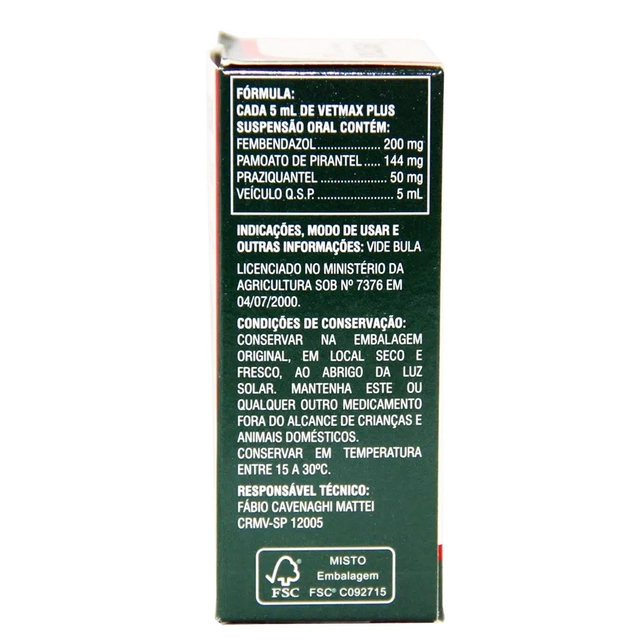 FÓRMULA:
CADA 5 mL DE VETMAX PLUS
SUSPENSÃO ORAL CONTÉM:
FEMBENDAZOL................... 200 mg
PAMOATO DE PIRANTEL..... 144 mg
PRAZIQUANTEL.................... 50 mg
VEÍCULO Q.S.P....................... 5 mL
INDICAÇÕES, MODO DE USAR E
OUTRAS INFORMAÇÕES: VIDE BULA
LICENCIADO NO MINISTÉRIO DA
AGRICULTURA SOB Nº 7376 EM
04/07/2000.
CONDIÇÕES DE CONSERVAÇÃO:
CONSERVAR NA EMBALAGEM
ORIGINAL, EM LOCAL SECO E
FRESCO, AO ABRIGO DA LUZ
SOLAR. MANTENHA ESTE OU
QUALQUER OUTRO MEDICAMENTO
FORA DO ALCANCE DE CRIANÇAS E
ANIMAIS DOMÉSTICOS.
CONSERVAR EM TEMPERATURA
ENTRE 15 A 30ºC.
RESPONSÁVEL TÉCNICO:
FÁBIO CAVENAGHI MATTEI
CRMV-SP 12005
MISTO
Embalagem
FSC FSC® C092715